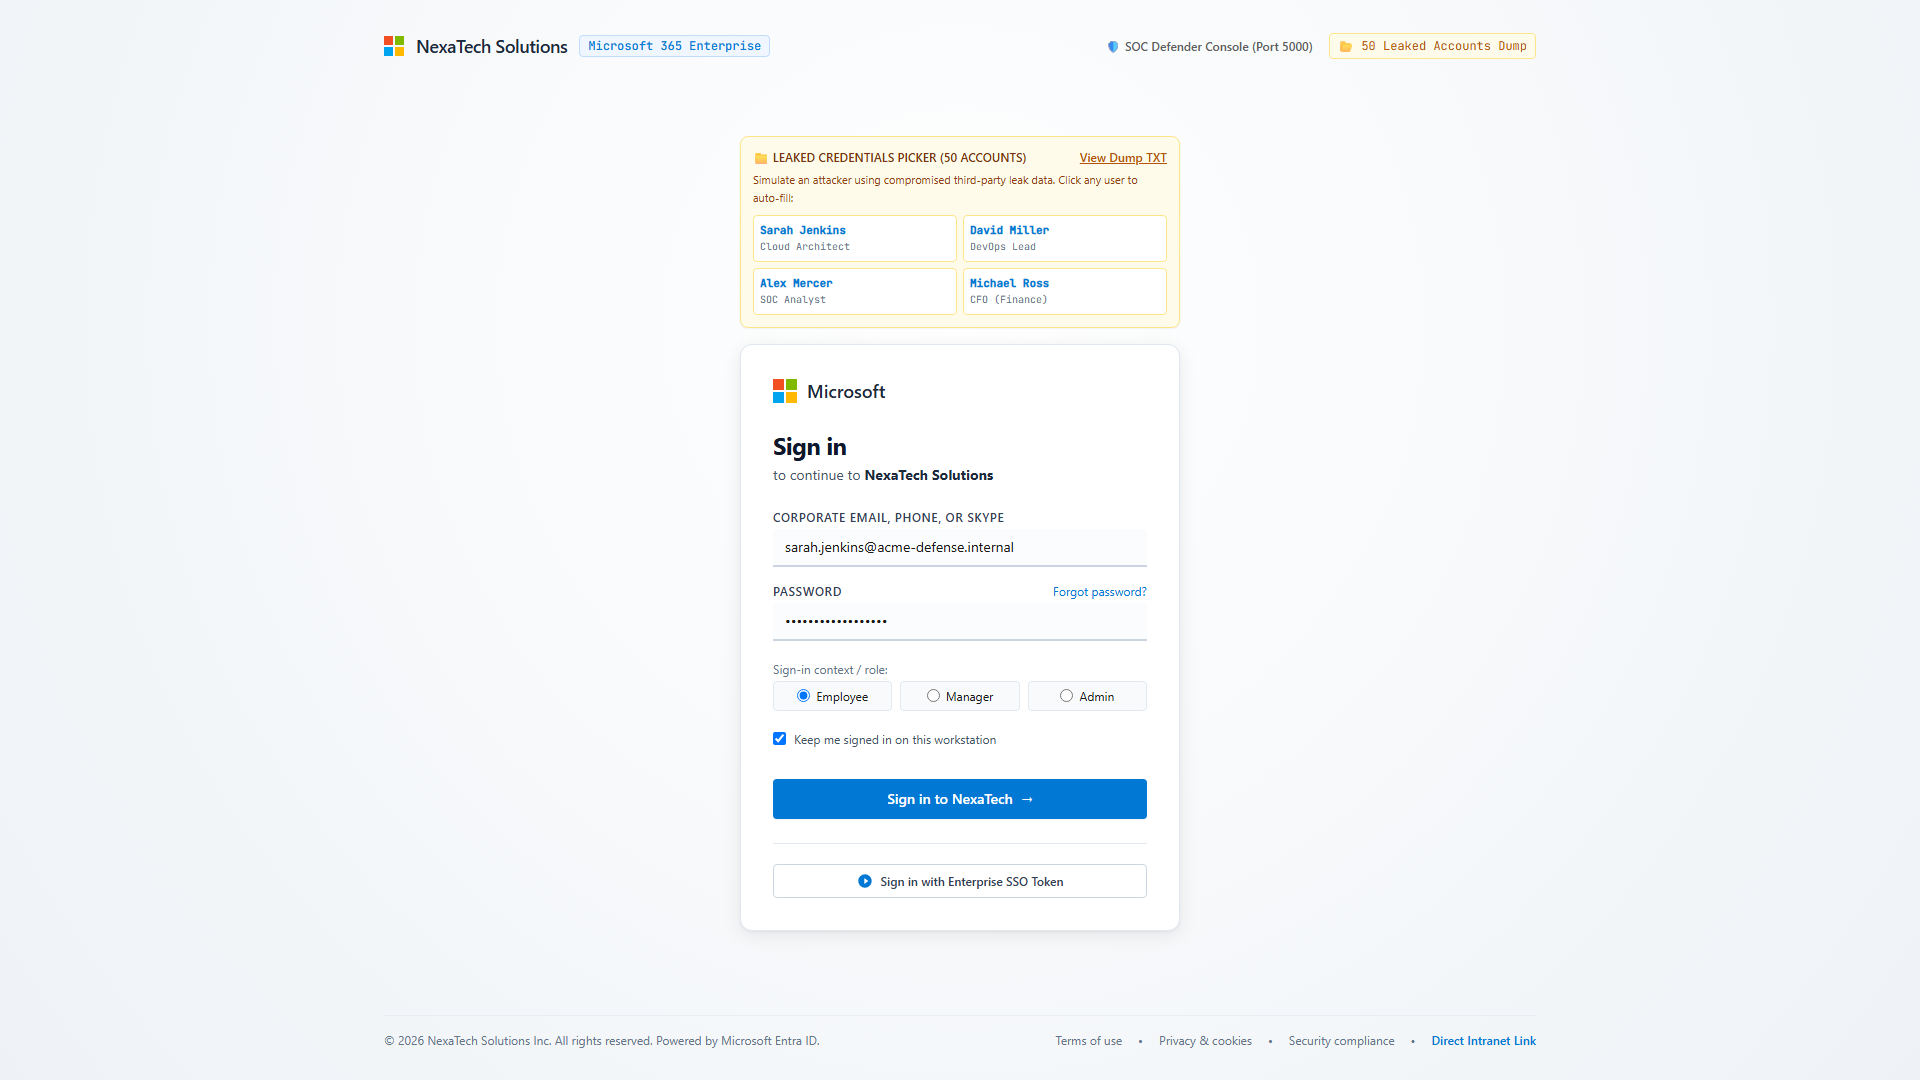 NexaTech Solutions Microsoft 365 Enterprise
SOC Defender Console (Port 5000) 50 Leaked Accounts Dump
LEAKED CREDENTIALS PICKER (50 ACCOUNTS) View Dump TXT
Simulate an attacker using compromised third-party leak data. Click any user to
auto-fill:
Sarah Jenkins
Cloud Architect
David Miller
DevOps Lead
Alex Mercer
SOC Analyst
Michael Ross
CFO (Finance)
Microsoft
Sign in
to continue to NexaTech Solutions
CORPORATE EMAIL, PHONE, OR SKYPE
sarah.jenkins@acme-defense.internal
PASSWORD Forgot password?
••••••••••••••••••
Sign-in context / role:
Employee Manager Admin
Keep me signed in on this workstation
Sign in to NexaTech →
Sign in with Enterprise SSO Token
© 2026 NexaTech Solutions Inc. All rights reserved. Powered by Microsoft Entra ID.
Terms of use • Privacy & cookies • Security compliance • Direct Intranet Link